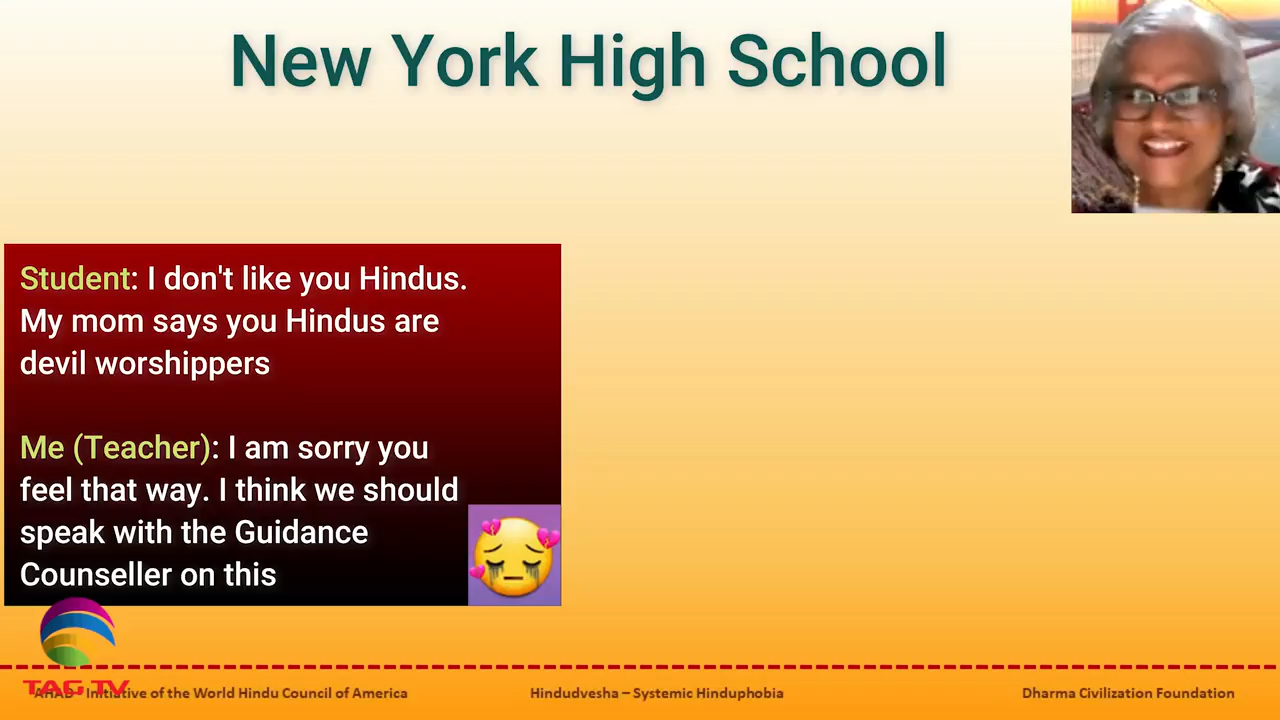 New York High School
Student: I don't like you Hindus.
My mom says you Hindus are
devil worshippers
Me (Teacher): I am sorry you
feel that way. I think we should
speak with the Guidance
Counseller on this
TAG TV
AHAD - Initiative of the World Hindu Council of America
Hindudvesha – Systemic Hinduphobia
Dharma Civilization Foundation